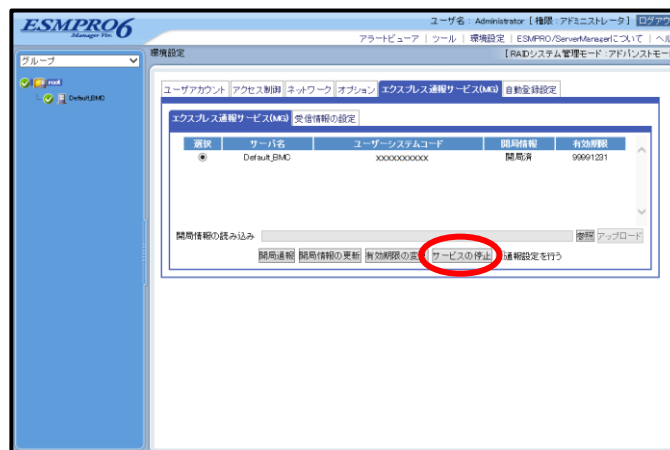 ESMPRO6
Manager Ver.
ユーザ名 : Administrator [ 権限 : アドミニストレータ ] ログアウ
アラートビューア | ツール | 環境設定 | ESMPRO/ServerManagerについて | ヘル
グループ
環境設定
[ RAIDシステム管理モード : アドバンストモー
root
Default_BMC
ユーザアカウント アクセス制御 ネットワーク オプション エクスプレス通報サービス(MG) 自動登録設定
エクスプレス通報サービス(MG) 受信情報の設定
選択 サーバ名 ユーザーシステムコード 開局情報 有効期限
Default_BMC xxxxxxxxxx 開局済 99991231
開局情報の読み込み 参照 アップロード
開局通報 開局情報の更新 有効期限の変 サービスの停止 通報設定を行う